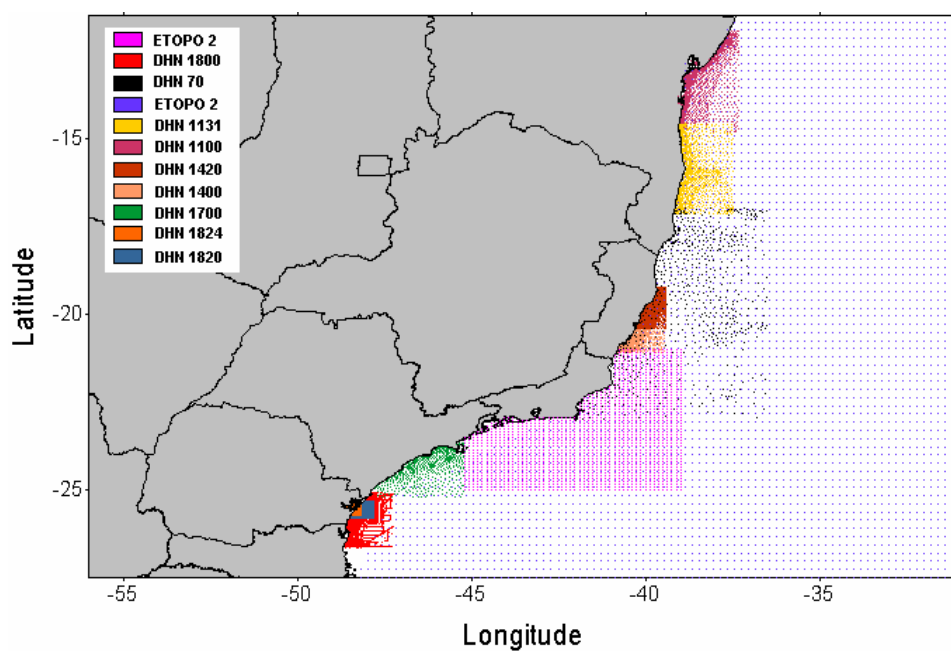 ETOPO 2
DHN 1800
DHN 70
ETOPO 2
DHN 1131
DHN 1100
DHN 1420
DHN 1400
DHN 1700
DHN 1824
DHN 1820
-15
-20
-25
Latitude
-55 -50 -45 -40 -35
Longitude